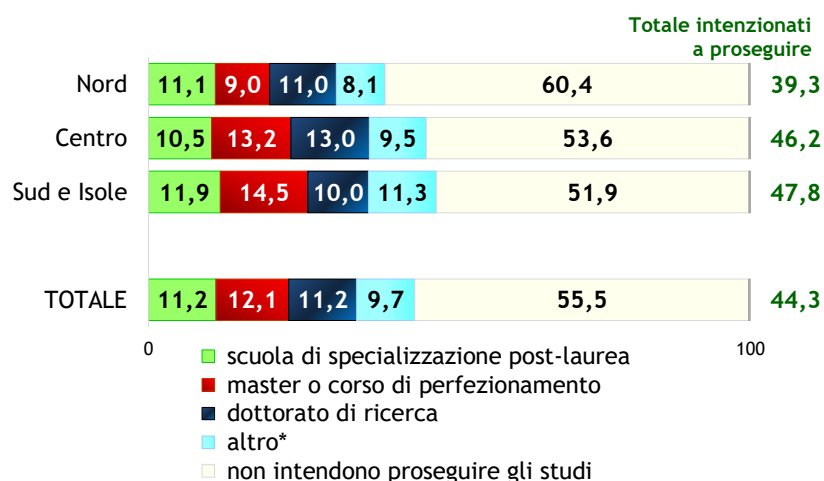 Totale intenzionati
a proseguire
Nord 11,1 9,0 11,0 8,1 60,4 39,3
Centro 10,5 13,2 13,0 9,5 53,6 46,2
Sud e Isole 11,9 14,5 10,0 11,3 51,9 47,8
TOTALE 11,2 12,1 11,2 9,7 55,5 44,3
0 100
scuola di specializzazione post-laurea
master o corso di perfezionamento
dottorato di ricerca
altro*
non intendono proseguire gli studi